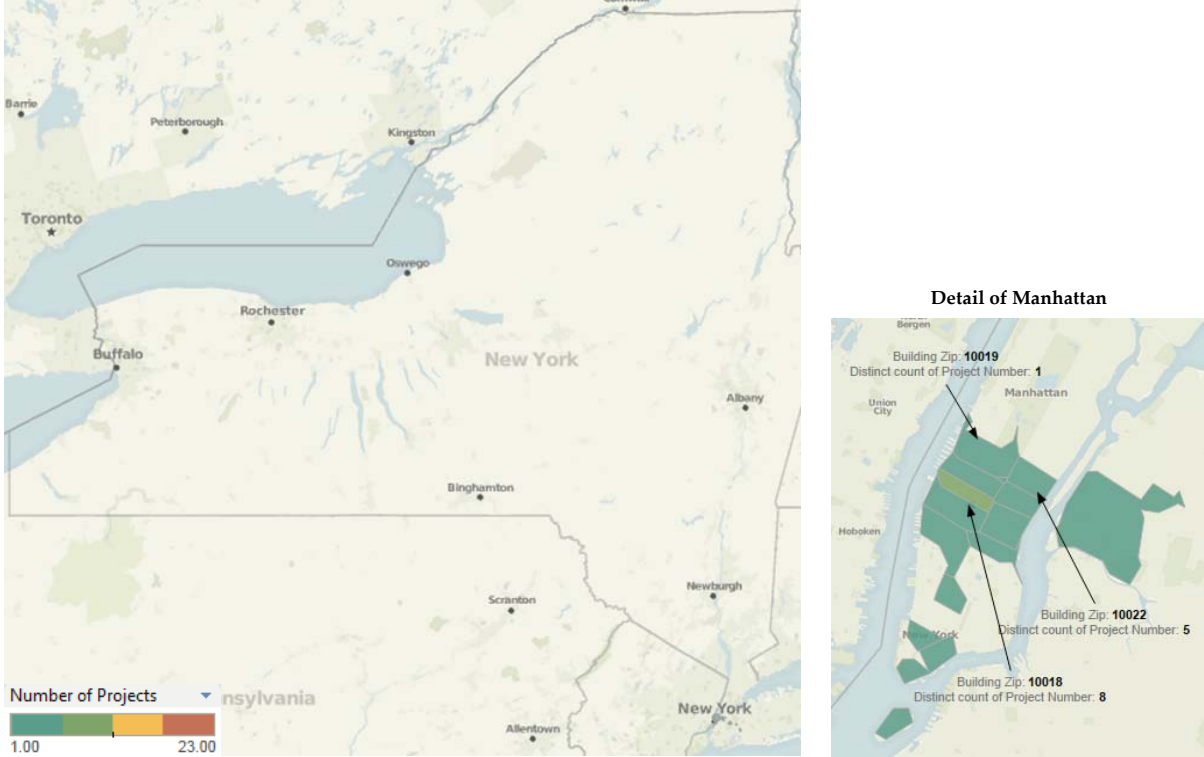 Cornwall
Barrie
Peterborough
Kingston
Toronto
Oswego
Rochester
Buffalo
New York
Albany
Binghamton
Newburgh
Scranton
Number of Projects
nsylvania
New York
1.00 23.00
Allentown
Detail of Manhattan
North
Bergen
Building Zip: 10019
Distinct count of Project Number: 1
Manhattan
Union
City
Hoboken
Building Zip: 10022
New York
Distinct count of Project Number: 5
Building Zip: 10018
Distinct count of Project Number: 8